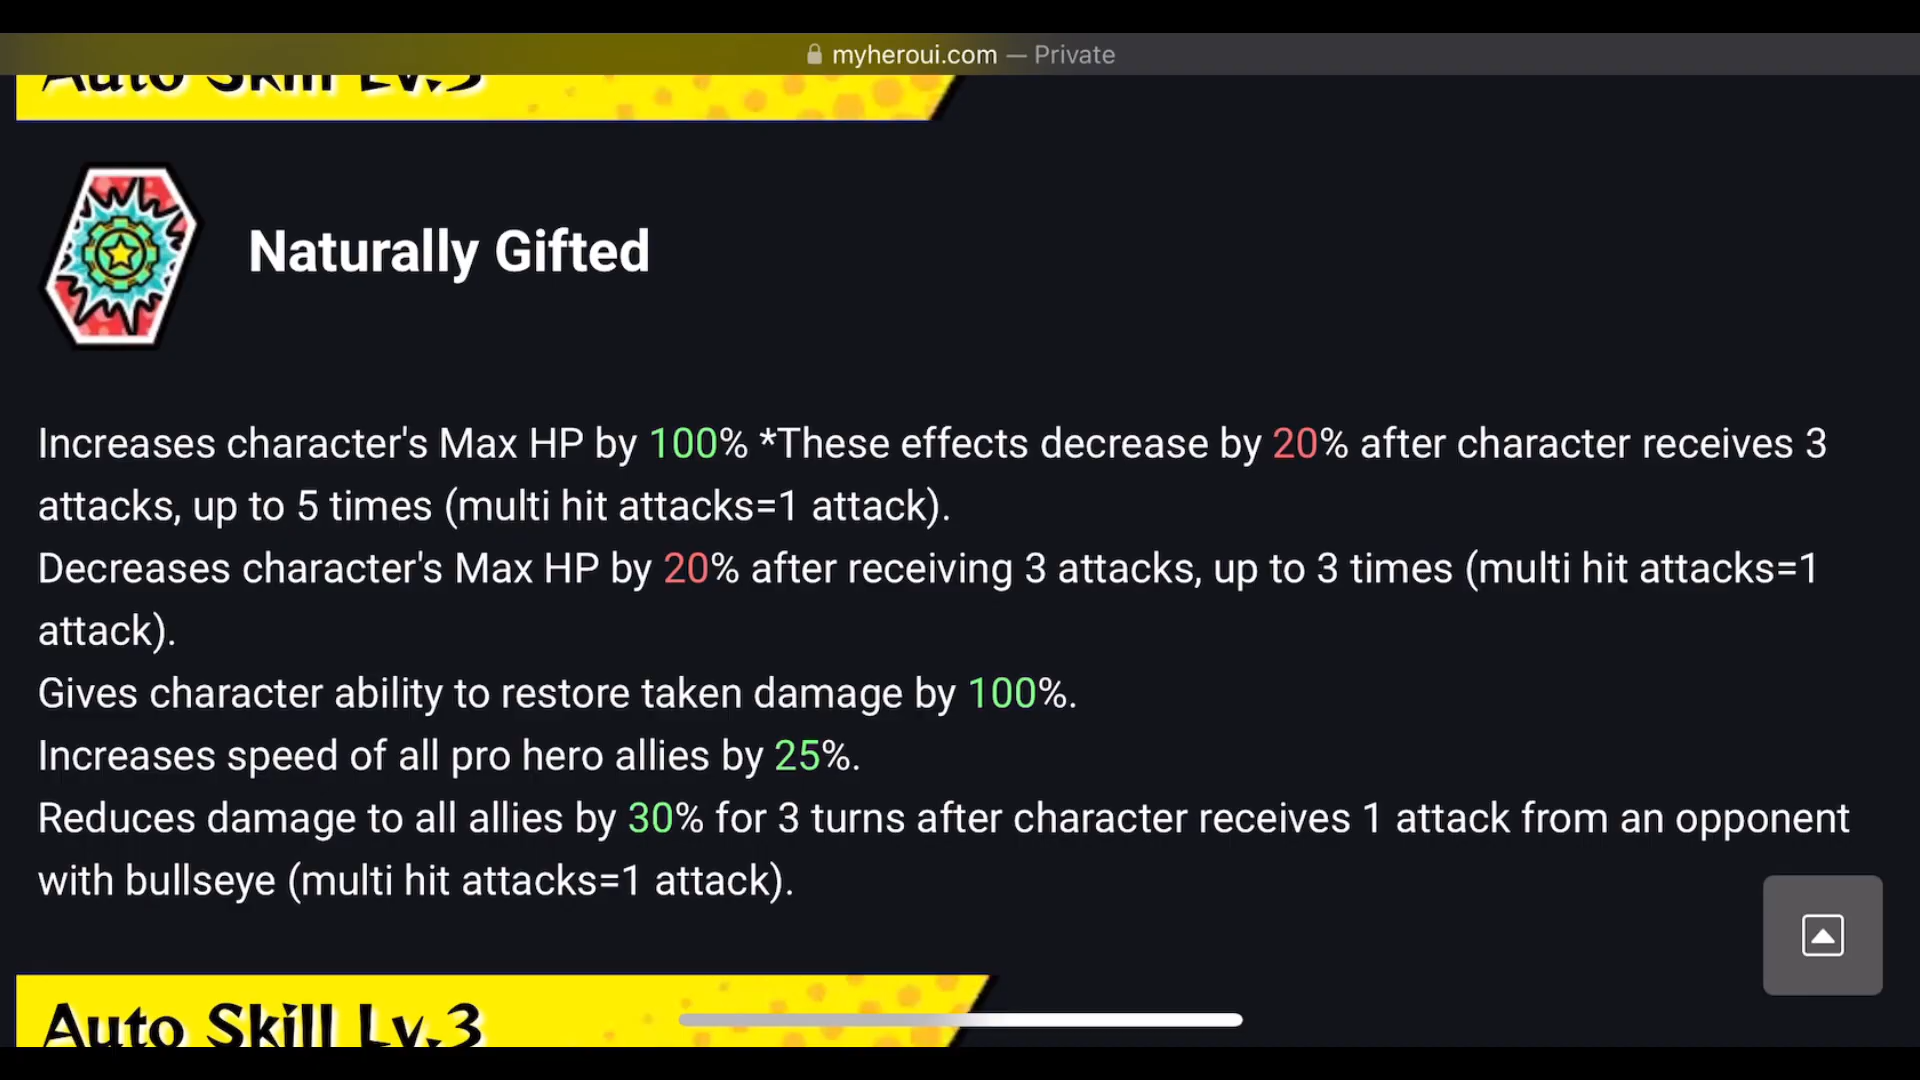 myheroui.com — Private
Auto Skill Lv.3
Naturally Gifted
Increases character's Max HP by 100% *These effects decrease by 20% after character receives 3
attacks, up to 5 times (multi hit attacks=1 attack).
Decreases character's Max HP by 20% after receiving 3 attacks, up to 3 times (multi hit attacks=1
attack).
Gives character ability to restore taken damage by 100%.
Increases speed of all pro hero allies by 25%.
Reduces damage to all allies by 30% for 3 turns after character receives 1 attack from an opponent
with bullseye (multi hit attacks=1 attack).
Auto Skill Lv.3